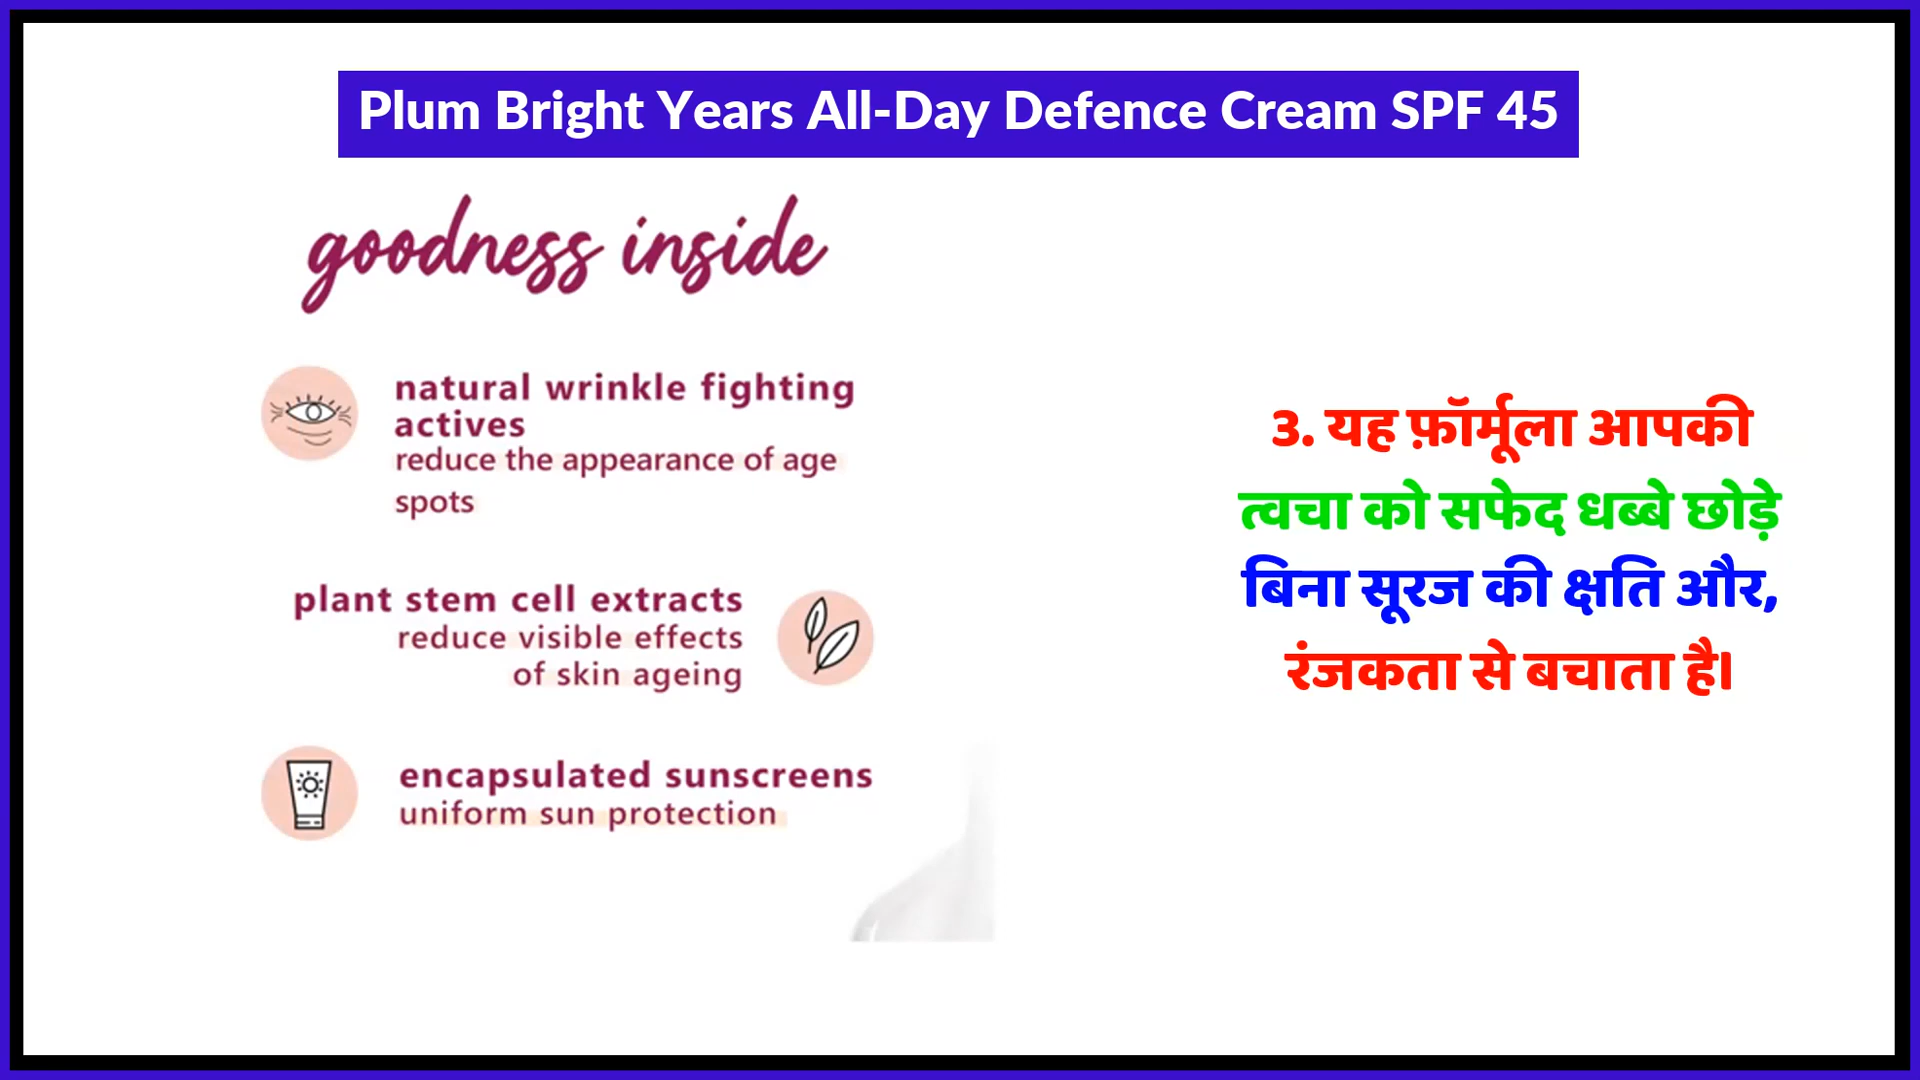 Plum Bright Years All-Day Defence Cream SPF 45
goodness inside
natural wrinkle fighting
actives
reduce the appearance of age
spots
plant stem cell extracts
reduce visible effects
of skin ageing
encapsulated sunscreens
uniform sun protection
3. यह फ़ॉर्मूला आपकी
त्वचा को सफेद धब्बे छोड़े
बिना सूरज की क्षति और,
रंजकता से बचाता है।